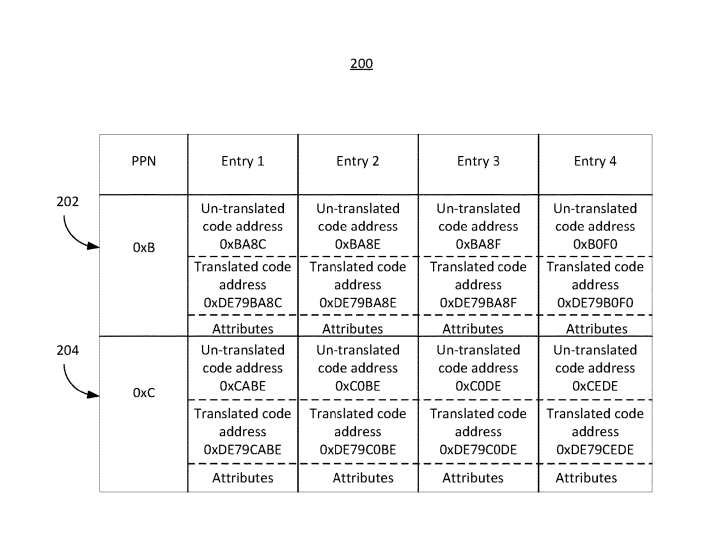 200
PPN Entry 1 Entry 2 Entry 3 Entry 4
202
Un-translated Un-translated Un-translated Un-translated
code address code address code address code address
0xB 0xBA8C 0xBA8E 0xBA8F 0xB0F0
Translated code Translated code Translated code Translated code
address address address address
0xDE79BA8C 0xDE79BA8E 0xDE79BA8F 0xDE79B0F0
Attributes Attributes Attributes Attributes
204
Un-translated Un-translated Un-translated Un-translated
code address code address code address code address
0xC 0xCABE 0xC0BE 0xC0DE 0xCEDE
Translated code Translated code Translated code Translated code
address address address address
0xDE79CABE 0xDE79C0BE 0xDE79C0DE 0xDE79CEDE
Attributes Attributes Attributes Attributes